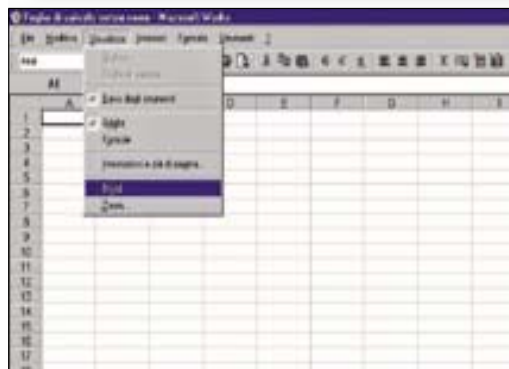 Foglio di calcolo senza nome - Microsoft Works
File Modifica Visualizza Inserisci Formato Strumenti ?
Arial
A1
Barra degli strumenti
Griglia
Formule
Intestazioni e piè di pagina...
Font
Zoom...
A D E F G H I
1
2
3
4
5
6
7
8
9
10
11
12
13
14
15
16
17